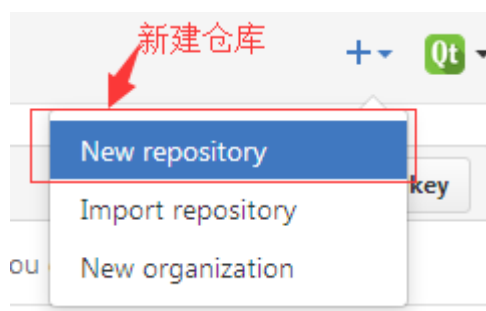 新建仓库
+
Qt
New repository
key
Import repository
ou
New organization